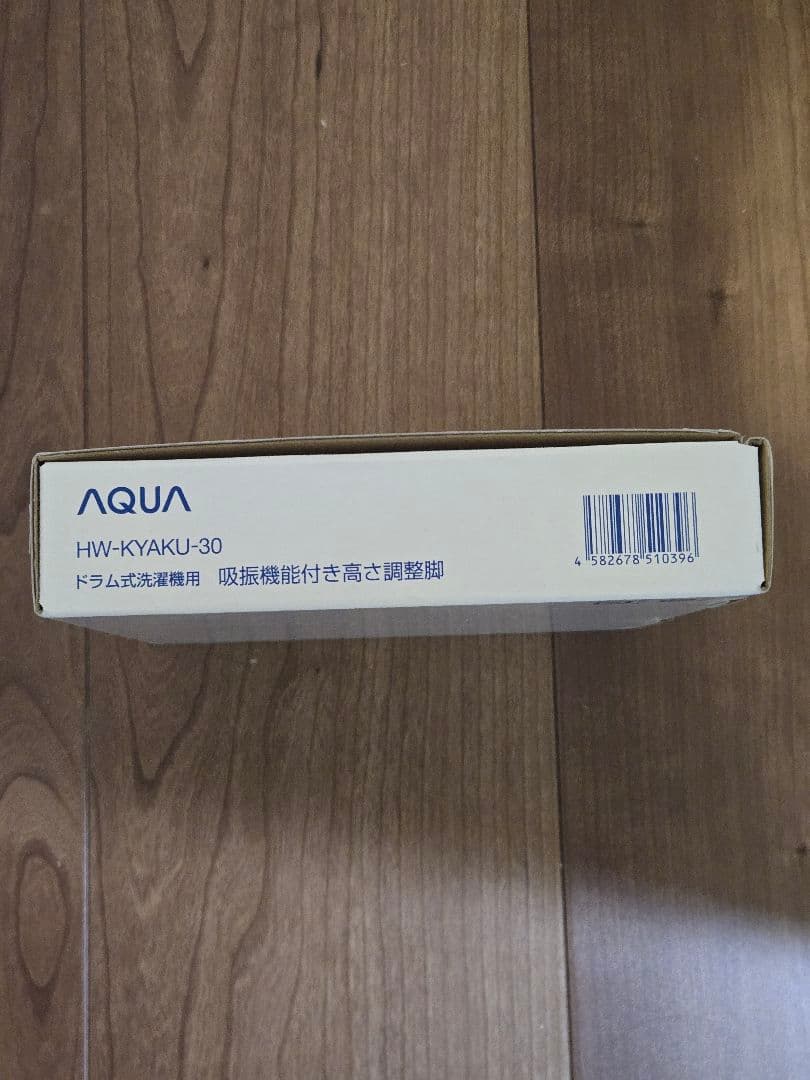 AQUA
HW-KYAKU-30
ドラム式洗濯機用 吸振機能付き高さ調整脚
4 582678 510396